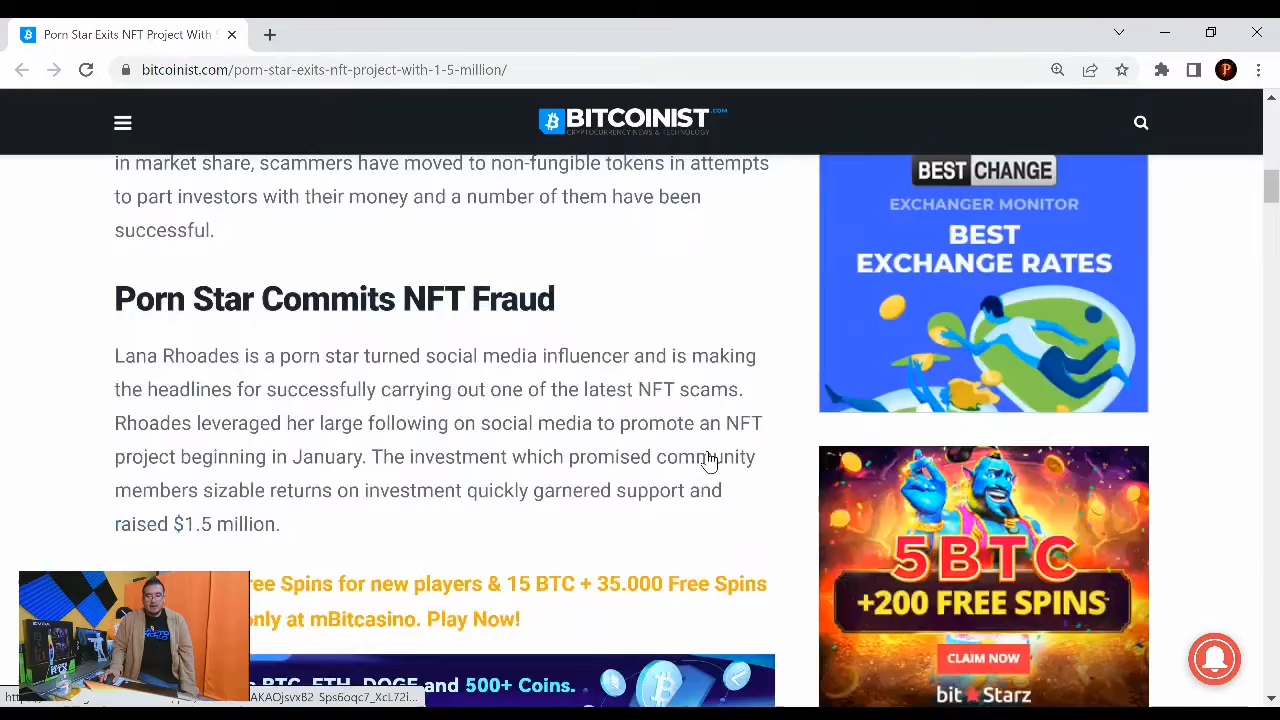 Porn Star Exits NFT Project With
bitcoinist.com/porn-star-exits-nft-project-with-1-5-million/
BITCOINIST.COM
CRYPTOCURRENCY NEWS & TECHNOLOGY
in market share, scammers have moved to non-fungible tokens in attempts
to part investors with their money and a number of them have been
successful.
Porn Star Commits NFT Fraud
Lana Rhoades is a porn star turned social media influencer and is making
the headlines for successfully carrying out one of the latest NFT scams.
Rhoades leveraged her large following on social media to promote an NFT
project beginning in January. The investment which promised community
members sizable returns on investment quickly garnered support and
raised $1.5 million.
ree Spins for new players & 15 BTC + 35.000 Free Spins
only at mBitcasino. Play Now!
BTC, ETH, DOGE and 500+ Coins.
BEST CHANGE
EXCHANGER MONITOR
BEST
EXCHANGE RATES
5BTC
+200 FREE SPINS
CLAIM NOW
bitStarz